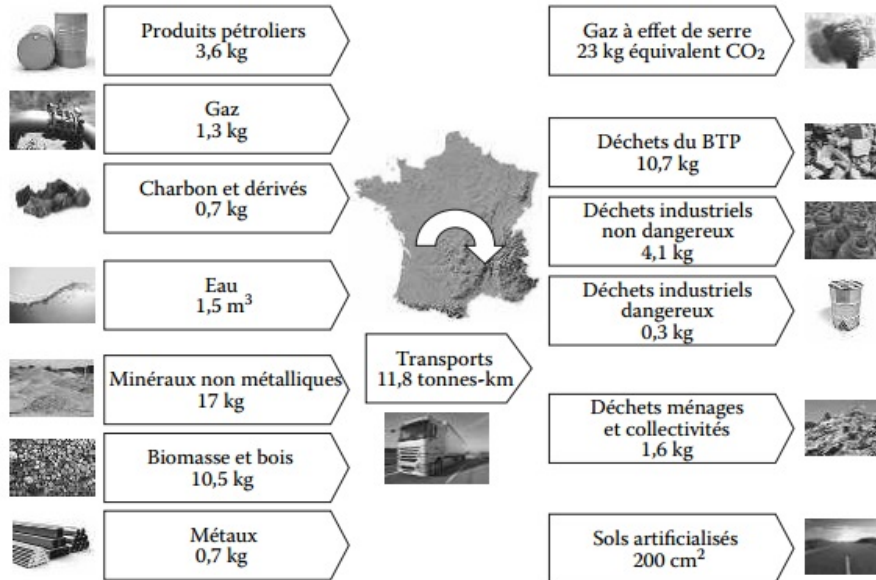 Produits pétroliers
3,6 kg
Gaz
1,3 kg
Charbon et dérivés
0,7 kg
Eau
1,5 m³
Minéraux non métalliques
17 kg
Biomasse et bois
10,5 kg
Métaux
0,7 kg
Transports
11,8 tonnes-km
Gaz à effet de serre
23 kg équivalent CO₂
Déchets du BTP
10,7 kg
Déchets industriels
non dangereux
4,1 kg
Déchets industriels
dangereux
0,3 kg
Déchets ménages
et collectivités
1,6 kg
Sols artificialisés
200 cm²